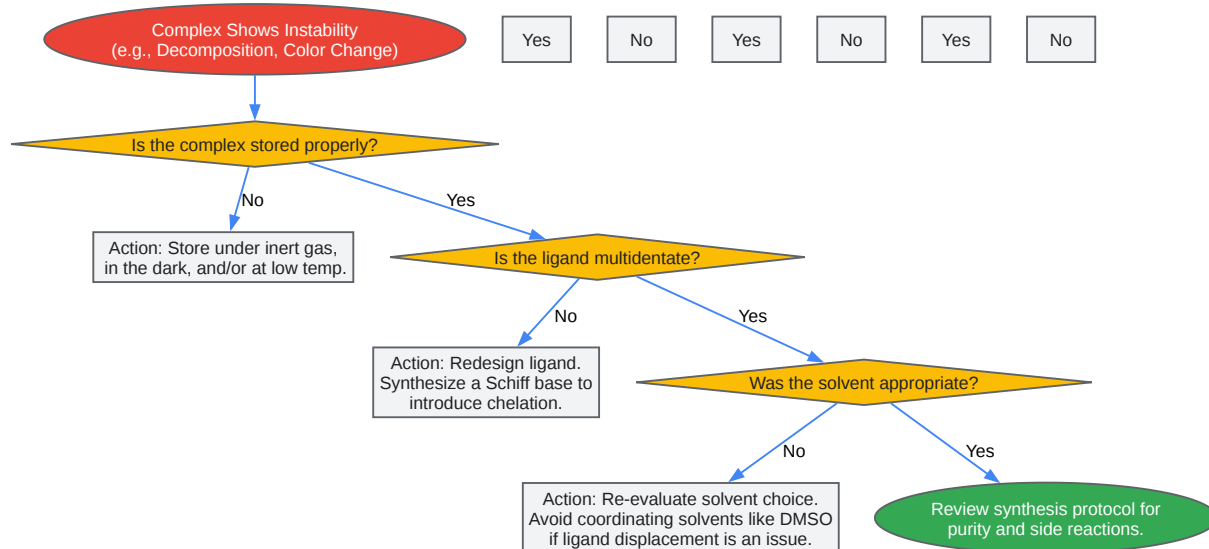 Complex Shows Instability
(e.g., Decomposition, Color Change)
Yes
No
Yes
No
Yes
No
Is the complex stored properly?
No
Yes
Action: Store under inert gas,
in the dark, and/or at low temp.
Is the ligand multidentate?
No
Yes
Action: Redesign ligand.
Synthesize a Schiff base to
introduce chelation.
Was the solvent appropriate?
No
Yes
Action: Re-evaluate solvent choice.
Avoid coordinating solvents like DMSO
if ligand displacement is an issue.
Review synthesis protocol for
purity and side reactions.